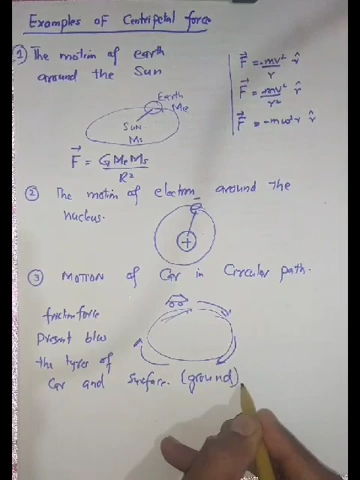 Examples of Centripetal force
① The motion of earth
around the Sun
Earth
Me
Sun
Ms
F⃗ = G Me Ms / R²
F⃗ = -mv²/r r̂
F⃗ = -mv²/r² r̂
F⃗ = -mω²r r̂
② The motion of electron around the
nucleus.
e⁻
+
③ MOTION of Car in Circular path.
friction force
Present b/w
the tyres of
Car and Surface. (ground)